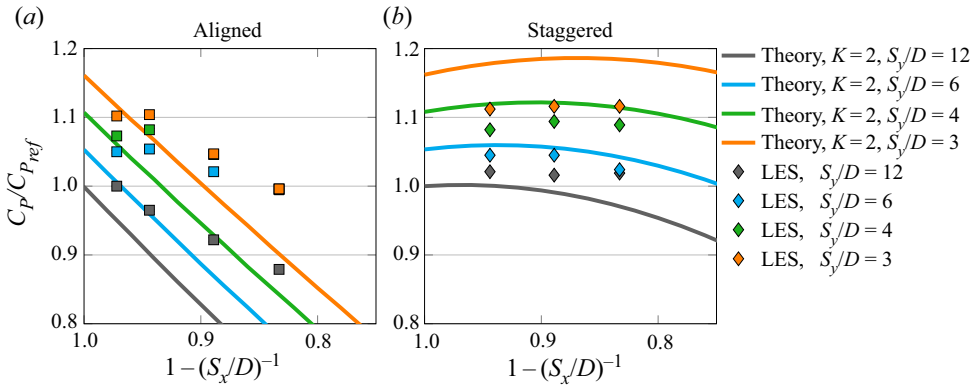 (a)
Aligned
(b)
Staggered
1.2
1.1
1.0
0.9
0.8
C_P/C_{P_{ref}}
1.0 0.9 0.8
1 – (S_x/D)^{–1}
1.2
1.1
1.0
0.9
0.8
1.0 0.9 0.8
1 – (S_x/D)^{–1}
Theory, K = 2, S_y/D = 12
Theory, K = 2, S_y/D = 6
Theory, K = 2, S_y/D = 4
Theory, K = 2, S_y/D = 3
LES, S_y/D = 12
LES, S_y/D = 6
LES, S_y/D = 4
LES, S_y/D = 3